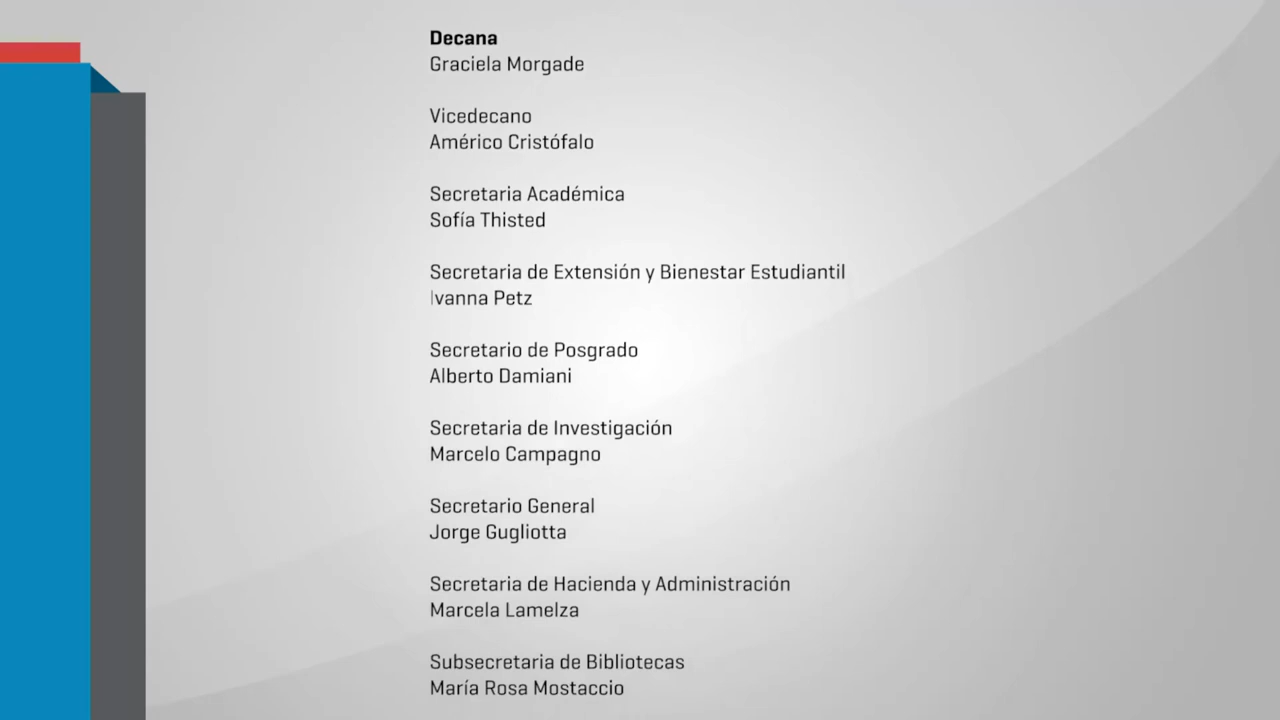 Decana
Graciela Morgade
Vicedecano
Américo Cristófalo
Secretaria Académica
Sofía Thisted
Secretaria de Extensión y Bienestar Estudiantil
Ivanna Petz
Secretario de Posgrado
Alberto Damiani
Secretaria de Investigación
Marcelo Campagno
Secretario General
Jorge Gugliotta
Secretaria de Hacienda y Administración
Marcela Lamelza
Subsecretaria de Bibliotecas
María Rosa Mostaccio